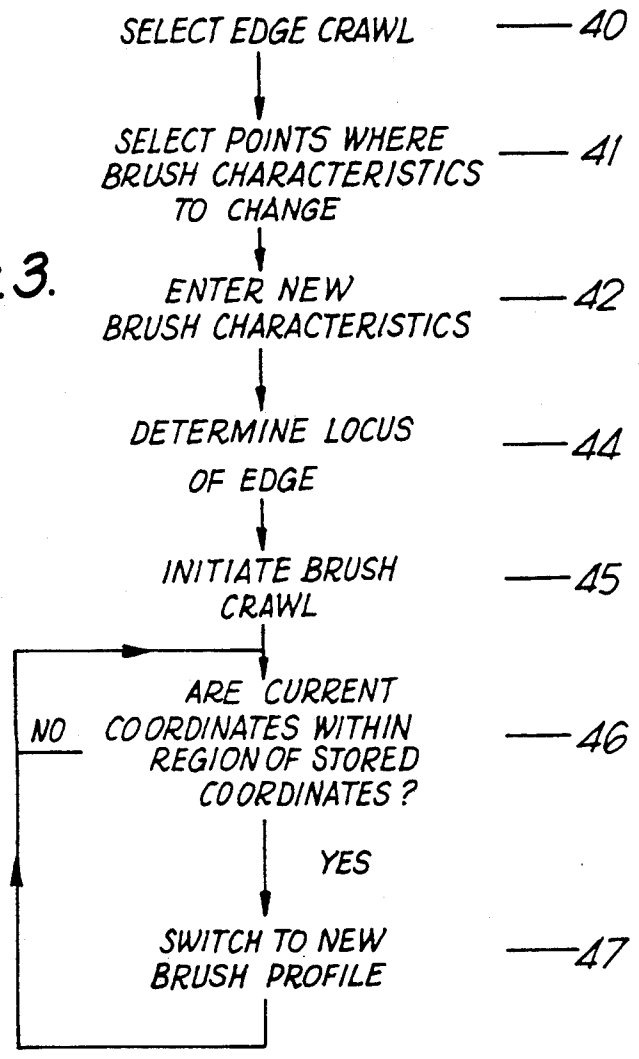 SELECT EDGE CRAWL — 40
SELECT POINTS WHERE — 41
BRUSH CHARACTERISTICS
TO CHANGE
3.
ENTER NEW — 42
BRUSH CHARACTERISTICS
DETERMINE LOCUS — 44
OF EDGE
INITIATE BRUSH — 45
CRAWL
ARE CURRENT
NO COORDINATES WITHIN — 46
REGION OF STORED
COORDINATES?
YES
SWITCH TO NEW — 47
BRUSH PROFILE